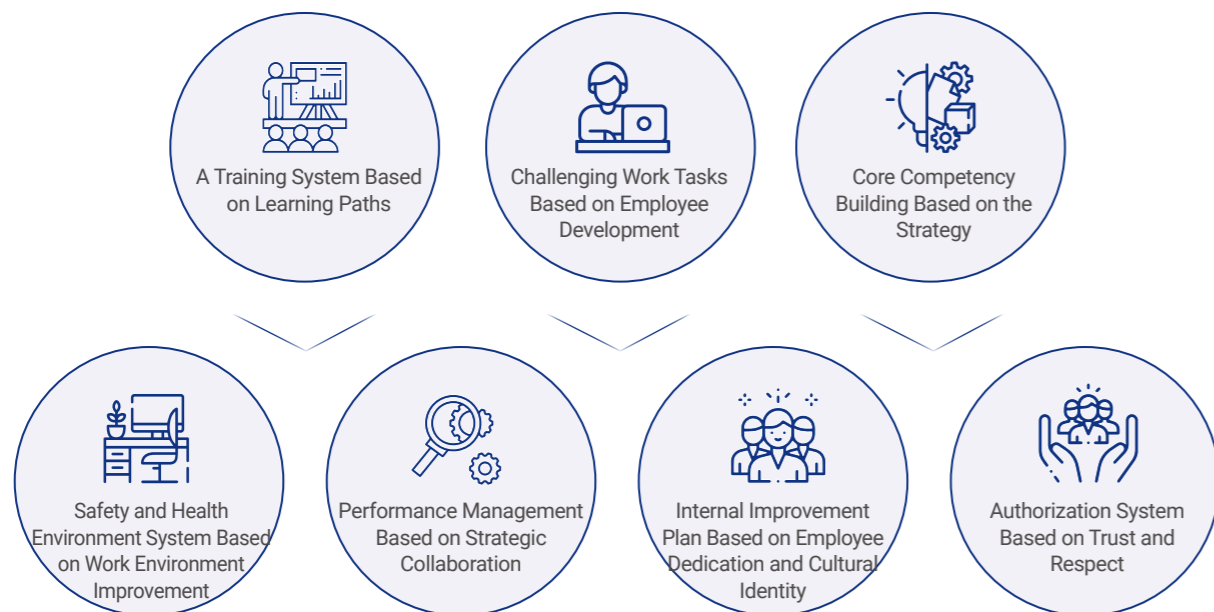 A Training System Based
on Learning Paths
Challenging Work Tasks
Based on Employee
Development
Core Competency
Building Based on the
Strategy
Safety and Health
Environment System Based
on Work Environment
Improvement
Performance Management
Based on Strategic
Collaboration
Internal Improvement
Plan Based on Employee
Dedication and Cultural
Identity
Authorization System
Based on Trust and
Respect